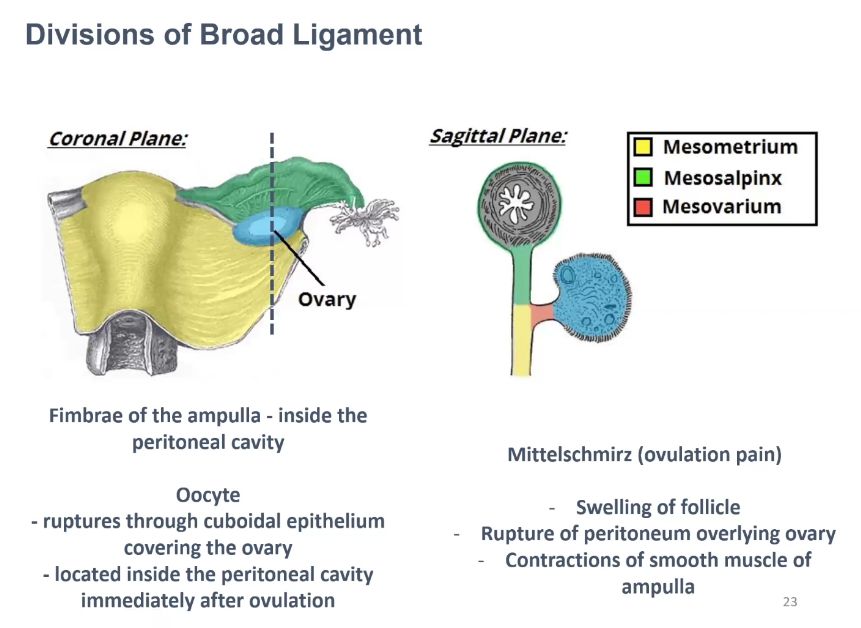 Divisions of Broad Ligament
Coronal Plane:
Ovary
Sagittal Plane:
Mesometrium
Mesosalpinx
Mesovarium
Fimbrae of the ampulla - inside the
peritoneal cavity
Oocyte
- ruptures through cuboidal epithelium
covering the ovary
- located inside the peritoneal cavity
immediately after ovulation
Mittelschmirz (ovulation pain)
- Swelling of follicle
- Rupture of peritoneum overlying ovary
- Contractions of smooth muscle of
ampulla
23